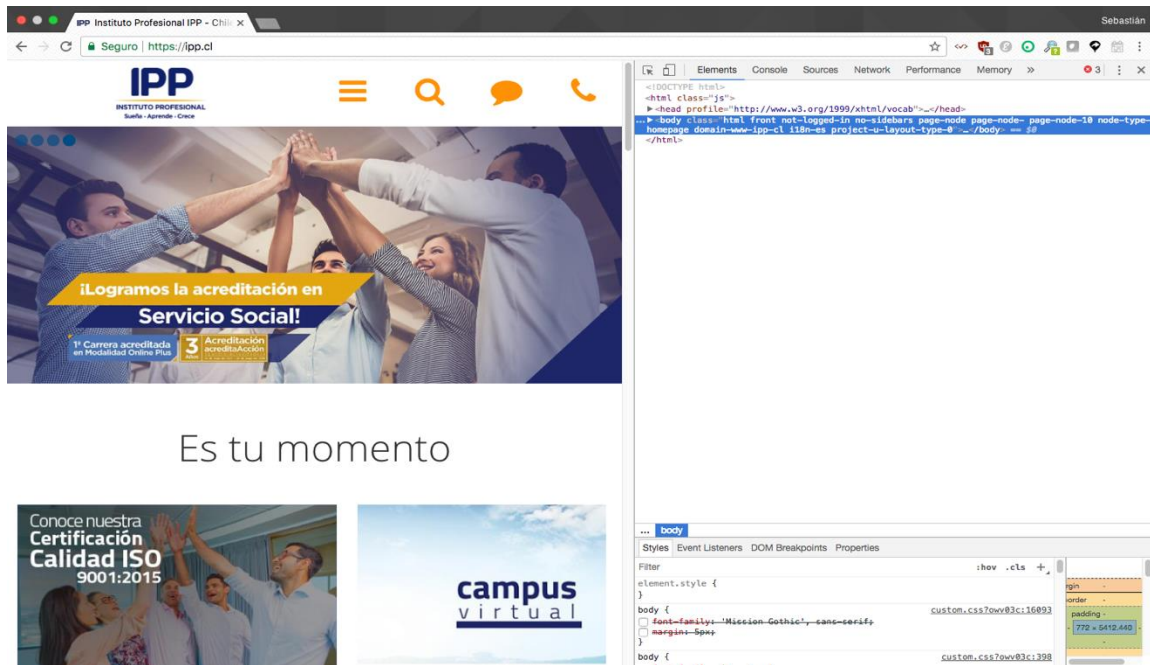 IPP Instituto Profesional IPP - Chil
Sebastián
Seguro | https://ipp.cl
IPP
INSTITUTO PROFESIONAL
Sueña - Aprende - Crece
¡Logramos la acreditación en
Servicio Social!
1ª Carrera acreditada
en Modalidad Online Plus
3
Acreditación
acreditaAcción
Es tu momento
Conoce nuestra
Certificación
Calidad ISO
9001:2015
campus
virtual
Elements Console Sources Network Performance Memory » 3
<!DOCTYPE html>
<html class="js">
<head profile="http://www.w3.org/1999/xhtml/vocab">…</head>
... <body class="html front not-logged-in no-sidebars page-node page-node- page-node-10 node-type-
homepage domain-www-ipp-cl i18n-es project-u-layout-type-0">…</body> == $0
</html>
... body
Styles Event Listeners DOM Breakpoints Properties
Filter :hov .cls +
element.style {
}
body { custom.css?owv03c:16093
font-family: 'Mission Gothic', sans-serif;
margin: 5px;
}
body { custom.css?owv03c:398
rgin -
order -
padding -
- 772 × 5412.440 -
-